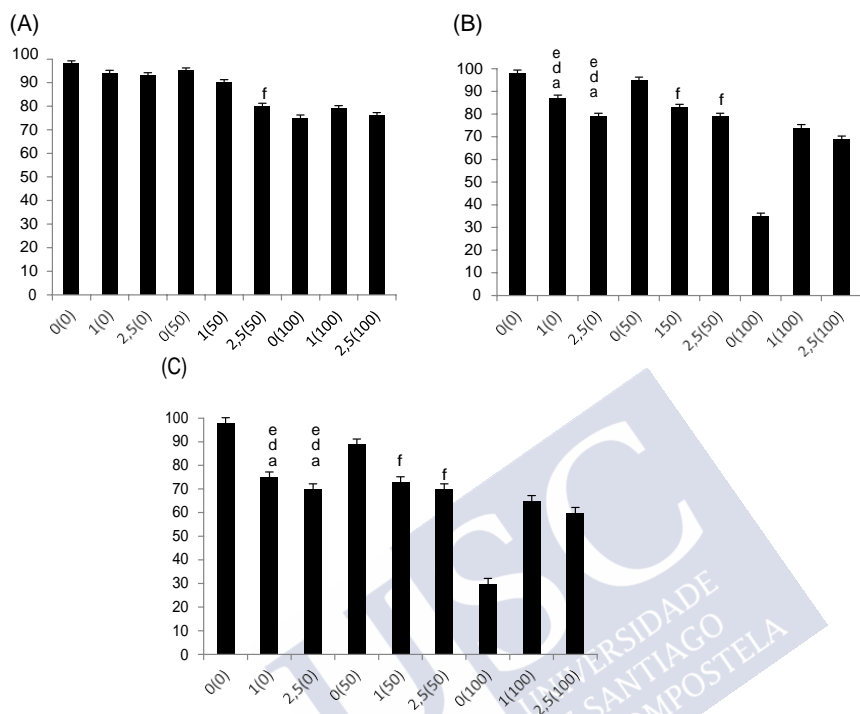 (A)
100
90
80
70
60
50
40
30
20
10
0
f
0(0)
1(0)
2,5(0)
0(50)
1(50)
2,5(50)
0(100)
1(100)
2,5(100)
(B)
100
90
80
70
60
50
40
30
20
10
0
e
d
a
e
d
a
f
f
0(0)
1(0)
2,5(0)
0(50)
150)
2,5(50)
0(100)
1(100)
2,5(100)
(C)
100
90
80
70
60
50
40
30
20
10
0
e
d
a
e
d
a
f
f
0(0)
1(0)
2,5(0)
0(50)
1(50)
2,5(50)
0(100)
1(100)
2,5(100)
USC
UNIVERSIDADE
SANTIAGO